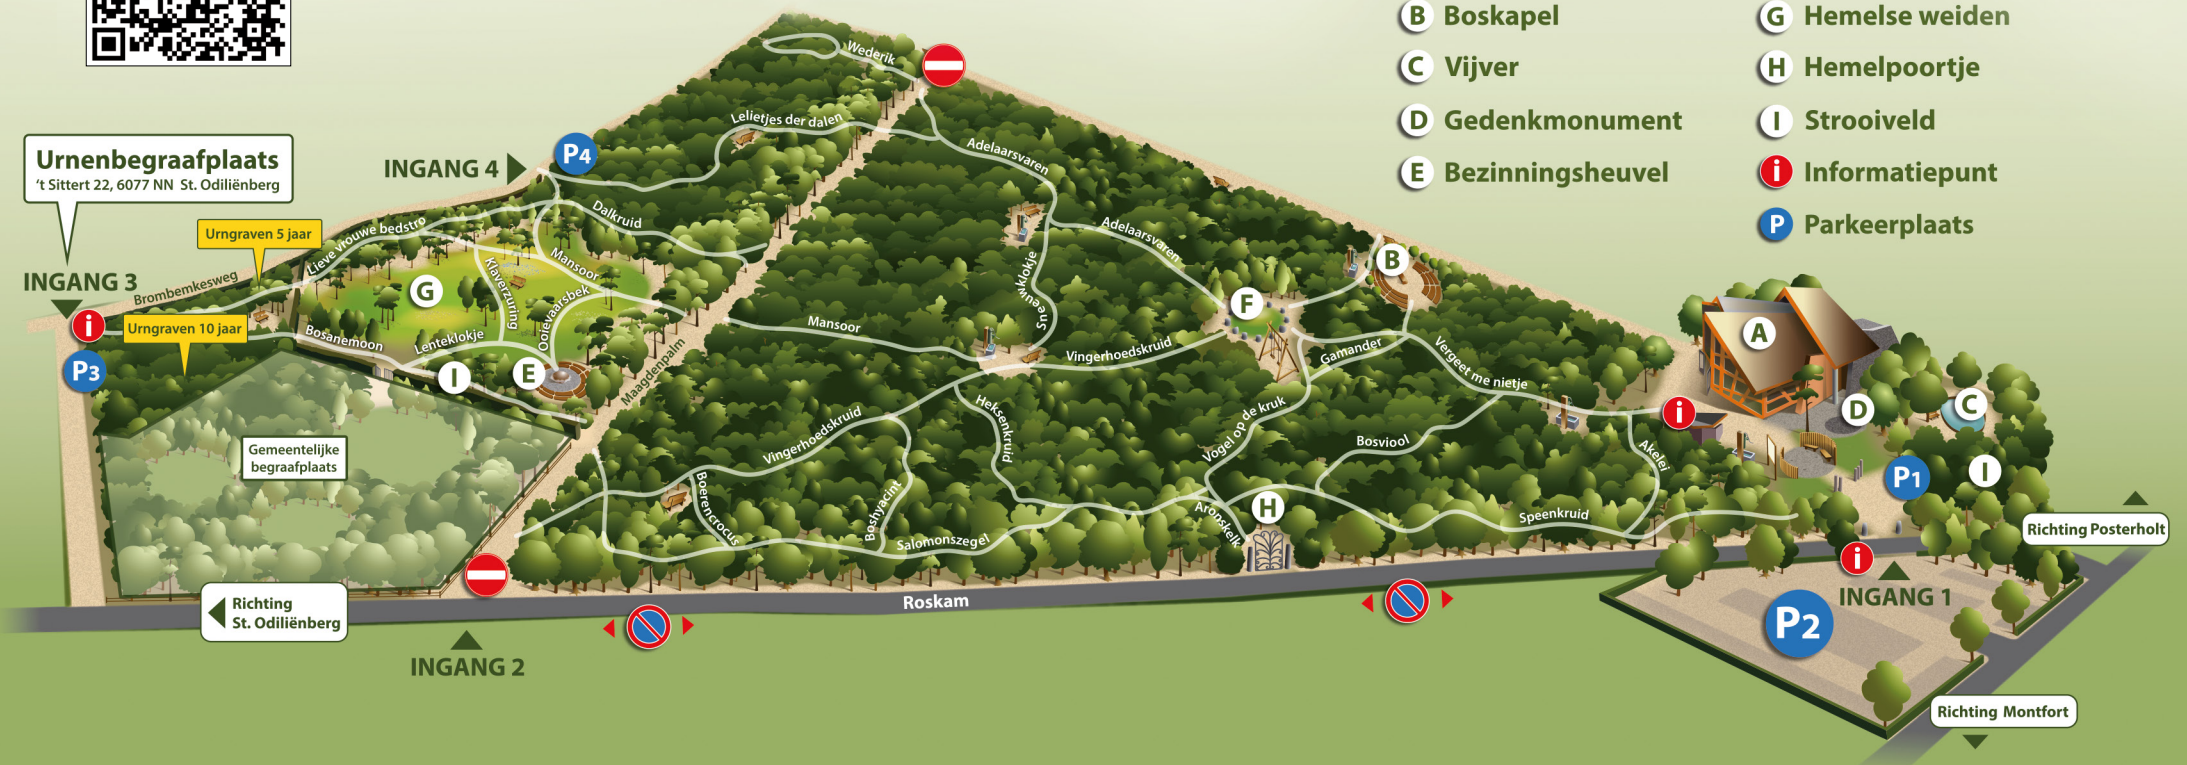 B Boskapel
C Vijver
D Gedenkmonument
E Bezinningsheuvel
G Hemelse weiden
H Hemelpoortje
I Strooiveld
i Informatiepunt
P Parkeerplaats
Urnenbegraafplaats
't Sittert 22, 6077 NN St. Odiliënberg
INGANG 3
i
P3
Urngraven 5 jaar
Urngraven 10 jaar
Brombemkesweg
INGANG 4
P4
Wederik
Lelietjes der dalen
Adelaarsvaren
Adelaarsvaren
Lieve vrouwe bedstro
Dalkruid
Mansoor
Klaverzuring
Ooievaarsbek
G
Bosanemoon
Lenteklokje
I
E
Maagdenpalm
Mansoor
Sneeuwklokje
Vingerhoedskruid
F
B
Gamander
Vergeet me nietje
A
D
C
i
P1
I
Gemeentelijke
begraafplaats
Vingerhoedskruid
Heksenkruid
Vogel op de kruk
Bosviool
Akelei
Boerencrocus
Boshyacint
Salomonszegel
Aronskelk
H
Speenkruid
Richting
St. Odiliënberg
Roskam
INGANG 2
i
INGANG 1
P2
Richting Posterholt
Richting Montfort